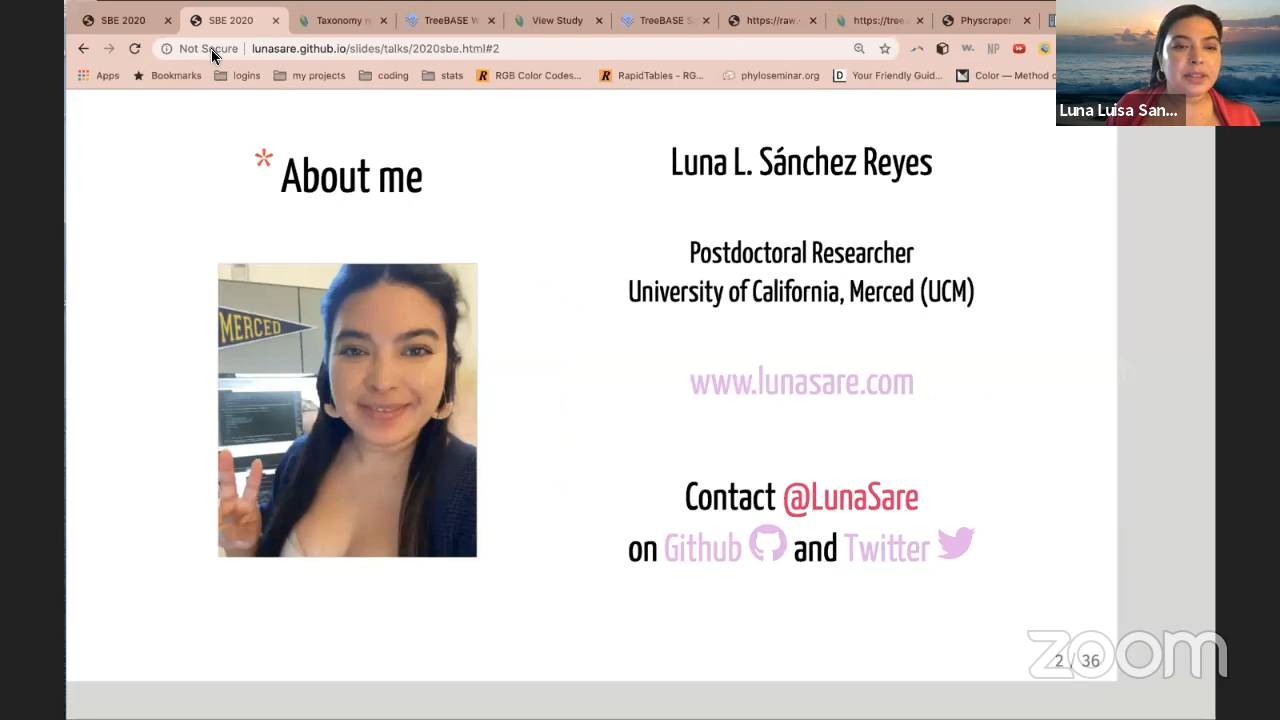 SBE 2020
SBE 2020
Taxonomy re
TreeBASE W
View Study
TreeBASE S
https://raw.
https://tree
Physcraper
Not Secure
lunasare.github.io/slides/talks/2020sbe.html#2
W.
NP
Apps
Bookmarks
logins
my projects
coding
stats
RGB Color Codes...
RapidTables - RG...
phyloseminar.org
D
Your Friendly Guid...
Color — Method o
Luna Luisa San...
* About me
MERCED
Luna L. Sánchez Reyes
Postdoctoral Researcher
University of California, Merced (UCM)
www.lunasare.com
Contact @LunaSare
on Github and Twitter
2 / 36
zoom